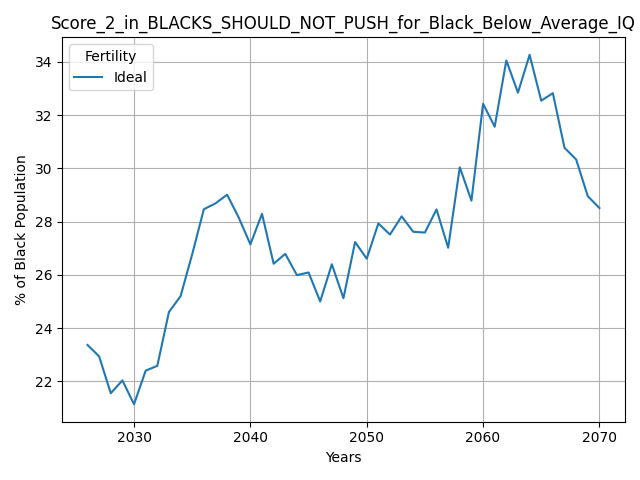 Score_2_in_BLACKS_SHOULD_NOT_PUSH_for_Black_Below_Average_IQ
Fertility
Ideal
% of Black Population
34
32
30
28
26
24
22
2030 2040 2050 2060 2070
Years